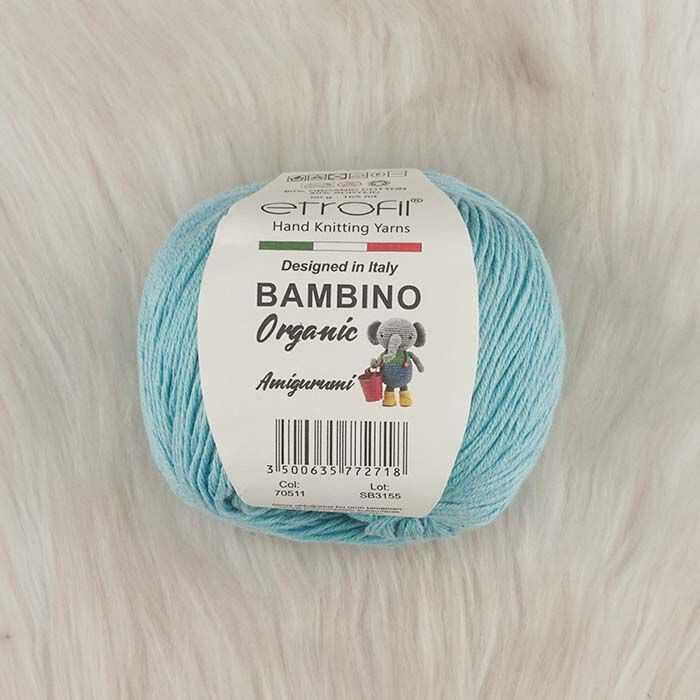 etrofil®
Hand Knitting Yarns
Designed in Italy
BAMBINO
Organic
Amigurumi
3 500635 772718
Col: Lot:
70511 SB3155